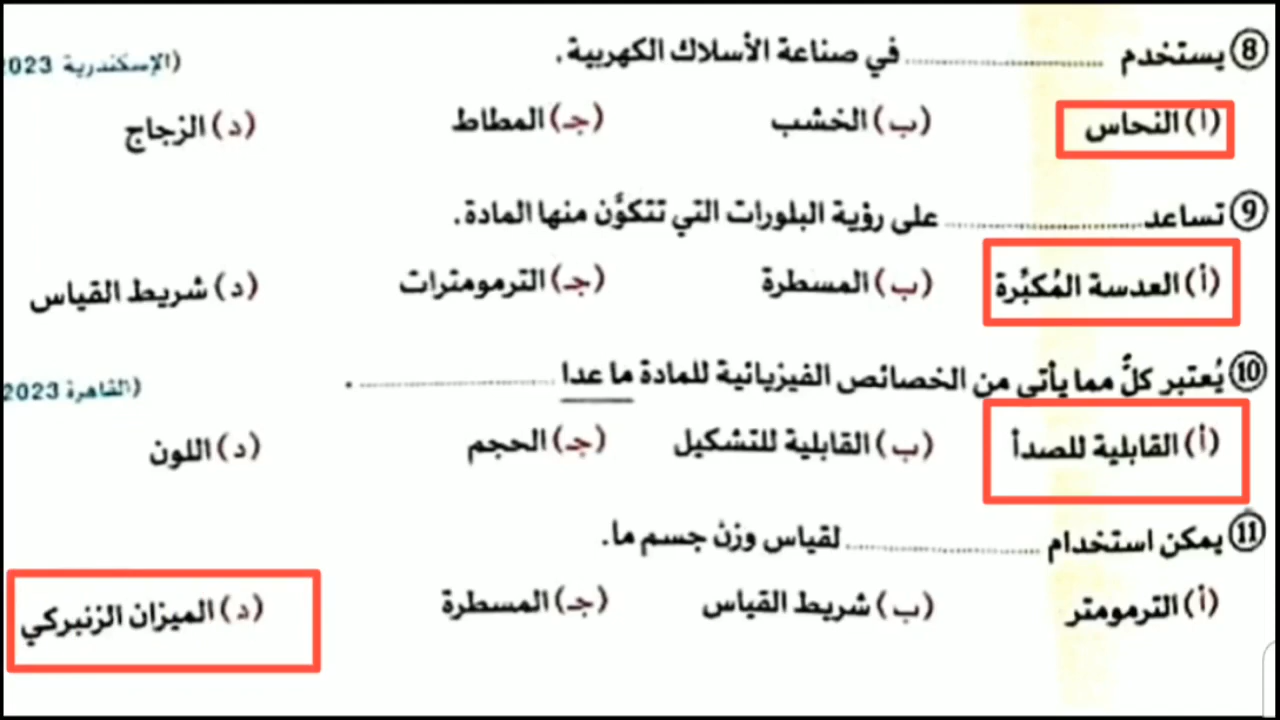 ⑧ يستخدم .................... في صناعة الأسلاك الكهربية. (الإسكندرية 2023
(أ) النحاس (ب) الخشب (جـ) المطاط (د) الزجاج
⑨ تساعد .................... على رؤية البلورات التي تتكوَّن منها المادة.
(أ) العدسة المُكبِّرة (ب) المسطرة (جـ) الترمومترات (د) شريط القياس
⑩ يُعتبر كلٌّ مما يأتي من الخصائص الفيزيائية للمادة ما عدا .................... . (القاهرة 2023
(أ) القابلية للصدأ (ب) القابلية للتشكيل (جـ) الحجم (د) اللون
⑪ يمكن استخدام .................... لقياس وزن جسم ما.
(أ) الترمومتر (ب) شريط القياس (جـ) المسطرة (د) الميزان الزنبركي